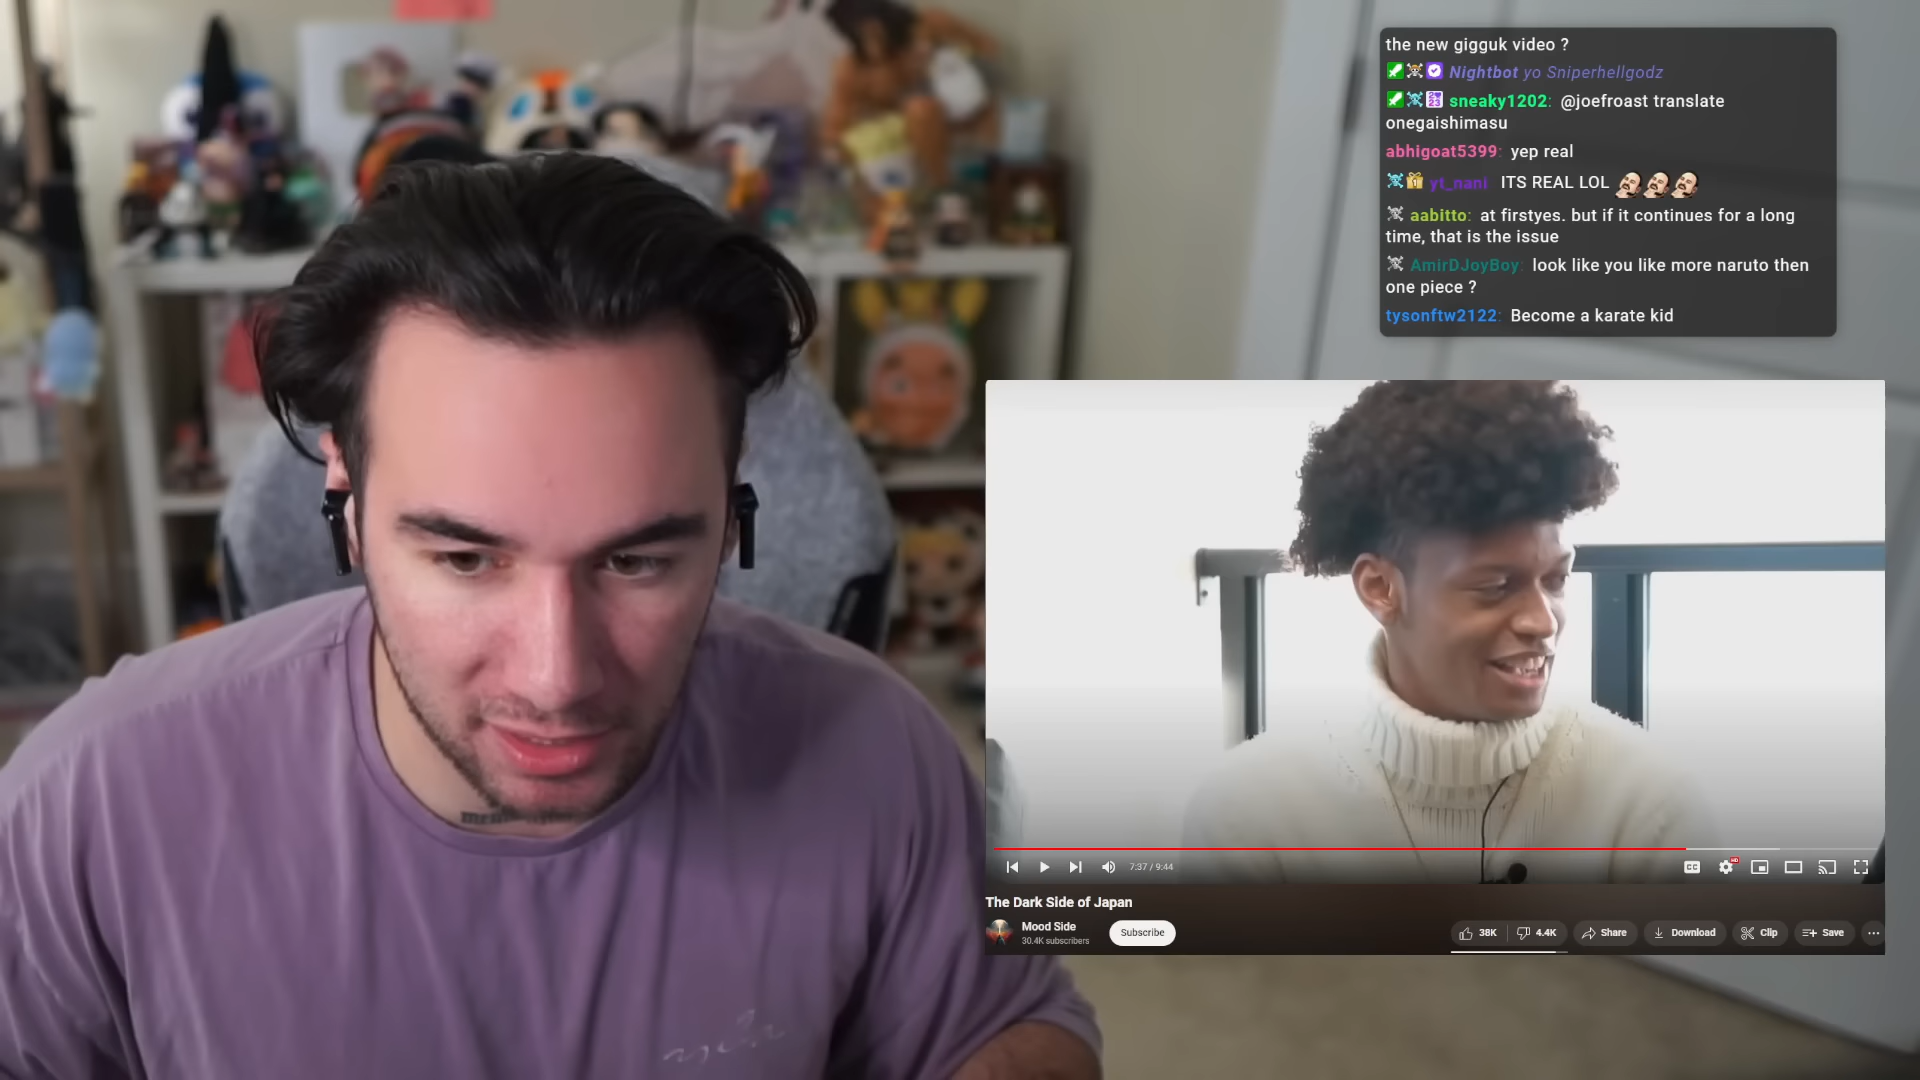 the new gigguk video ?
Nightbot yo Sniperhellgodz
sneaky1202: @joefroast translate
onegaishimasu
abhigoat5399: yep real
yt_nani ITS REAL LOL
aabitto: at firstyes. but if it continues for a long
time, that is the issue
AmirDJoyBoy: look like you like more naruto then
one piece ?
tysonftw2122: Become a karate kid
CC
HD
7:37 / 9:44
The Dark Side of Japan
Mood Side
30.4K subscribers
Subscribe
38K
4.4K
Share
Download
Clip
Save